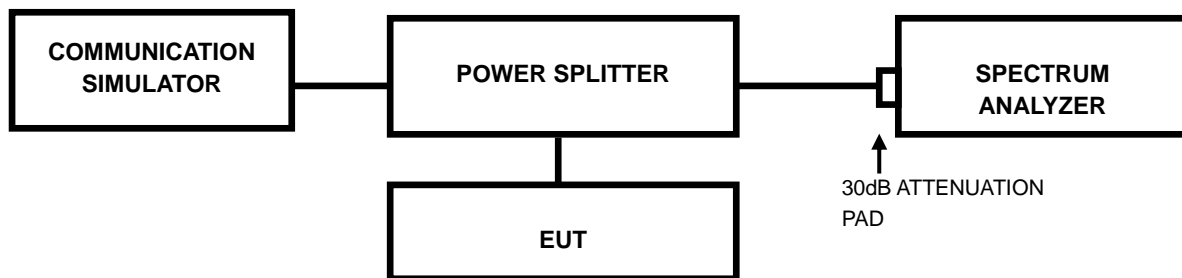 COMMUNICATION
SIMULATOR
POWER SPLITTER
SPECTRUM
ANALYZER
30dB ATTENUATION
PAD
EUT